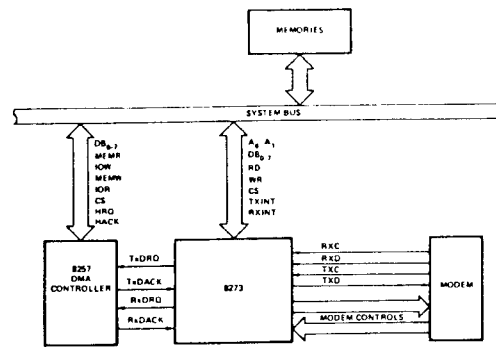 MEMORIES
SYSTEM BUS
DB0-7
MEMR
IOW
MEMW
IOR
CS
HRQ
HACK
A0 A1
DB0-7
RD
WR
CS
TXINT
RXINT
8257
DMA
CONTROLLER
TxDRQ
TxDACK
RxDRQ
RxDACK
8273
RXC
RXD
TXC
TXD
MODEM CONTROLS
MODEM